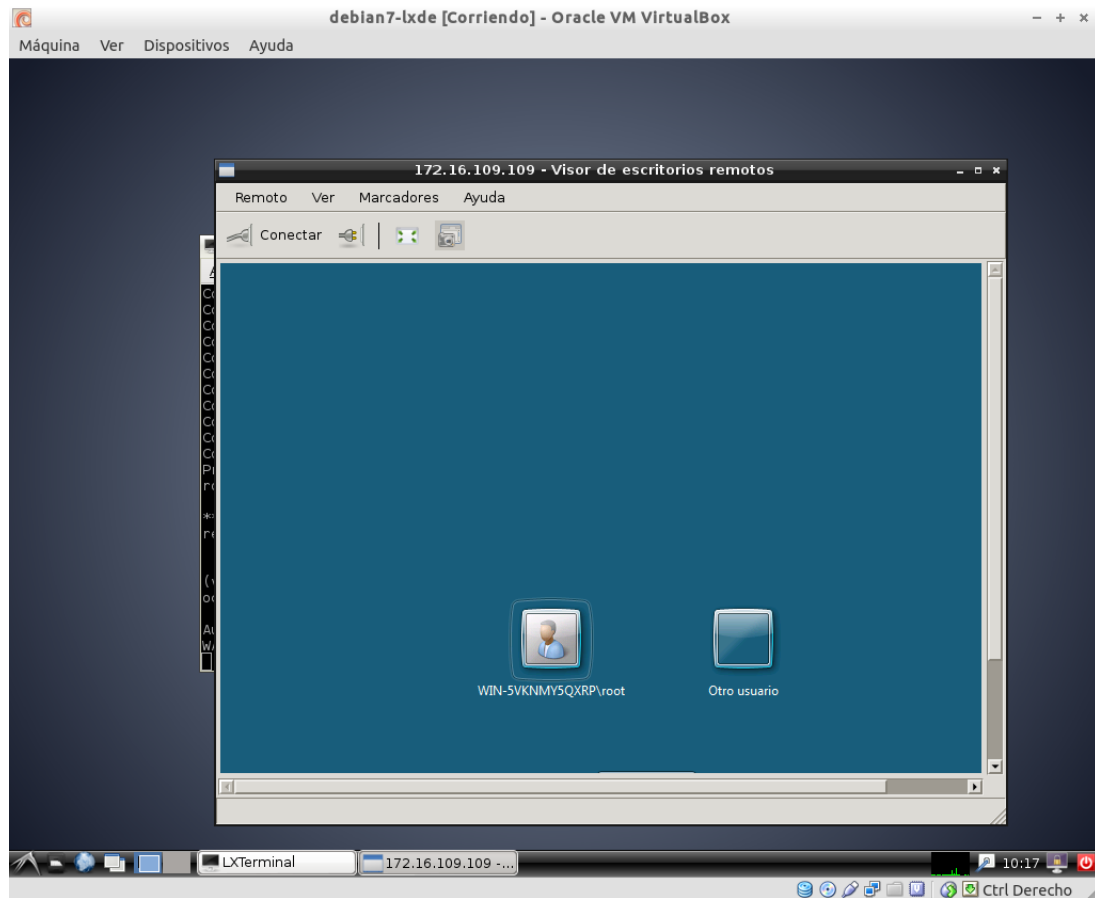 debian7-lxde [Corriendo] - Oracle VM VirtualBox
Máquina Ver Dispositivos Ayuda
172.16.109.109 - Visor de escritorios remotos
Remoto Ver Marcadores Ayuda
Conectar
WIN-5VKNMY5QXRP\root
Otro usuario
LXTerminal
172.16.109.109 -...
10:17
Ctrl Derecho